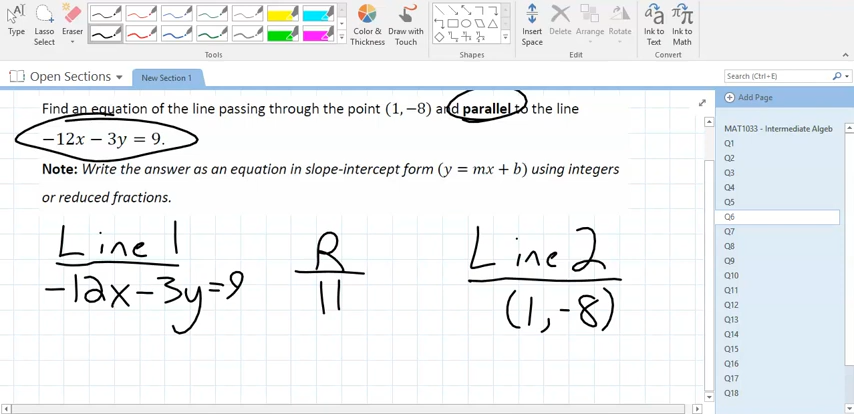 Type
Lasso
Select
Eraser
Color &
Thickness
Draw with
Touch
Insert
Space
Delete
Arrange
Rotate
Ink to
Text
Ink to
Math
Tools
Shapes
Edit
Convert
Open Sections
New Section 1
Search (Ctrl+E)
Find an equation of the line passing through the point (1, −8) and parallel to the line
−12x − 3y = 9.
Note: Write the answer as an equation in slope-intercept form (y = mx + b) using integers
or reduced fractions.
Line 1
R
Line 2
-12x - 3y = 9
||
(1, -8)
Add Page
MAT1033 - Intermediate Algeb
Q1
Q2
Q3
Q4
Q5
Q6
Q7
Q8
Q9
Q10
Q11
Q12
Q13
Q14
Q15
Q16
Q17
Q18